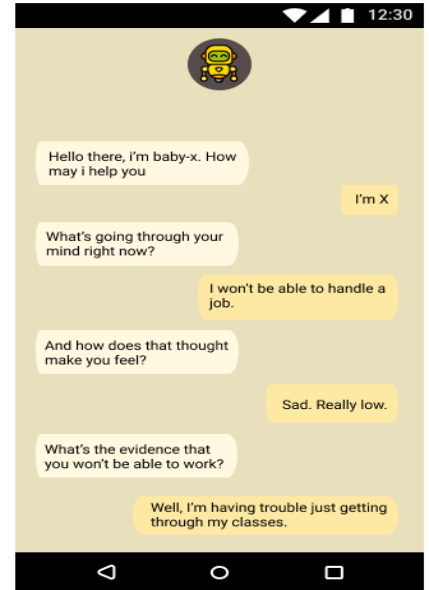 12:30
Hello there, i'm baby-x. How
may i help you
I'm X
What's going through your
mind right now?
I won't be able to handle a
job.
And how does that thought
make you feel?
Sad. Really low.
What's the evidence that
you won't be able to work?
Well, I'm having trouble just getting
through my classes.